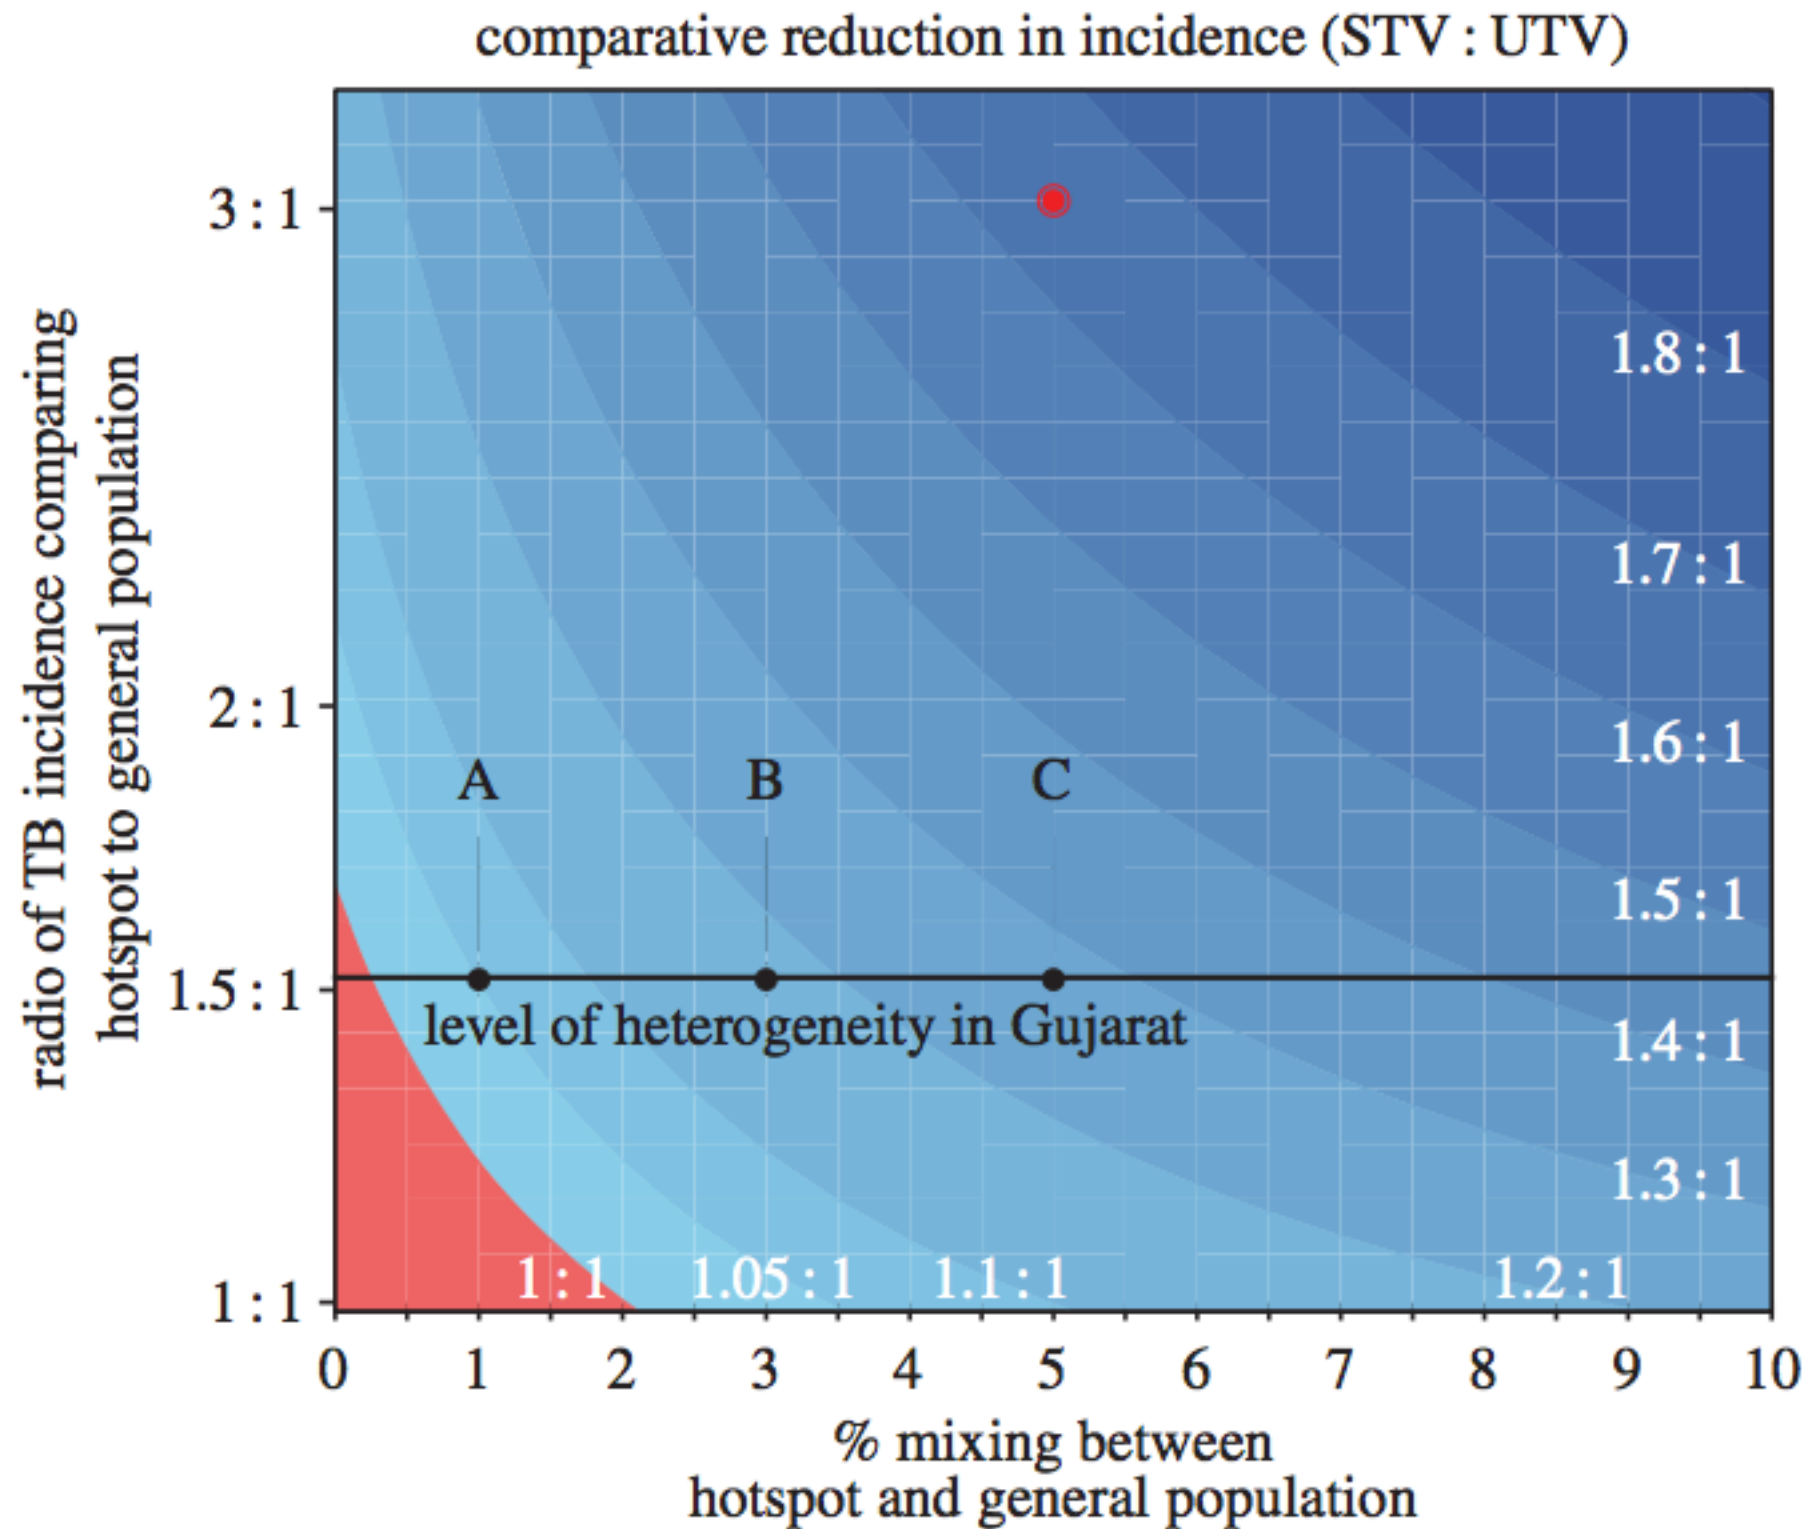 comparative reduction in incidence (STV : UTV)
radio of TB incidence comparing
hotspot to general population
3 : 1
2 : 1
1.5 : 1
1 : 1
A
B
C
level of heterogeneity in Gujarat
1.8 : 1
1.7 : 1
1.6 : 1
1.5 : 1
1.4 : 1
1.3 : 1
1 : 1
1.05 : 1
1.1 : 1
1.2 : 1
0 1 2 3 4 5 6 7 8 9 10
% mixing between
hotspot and general population